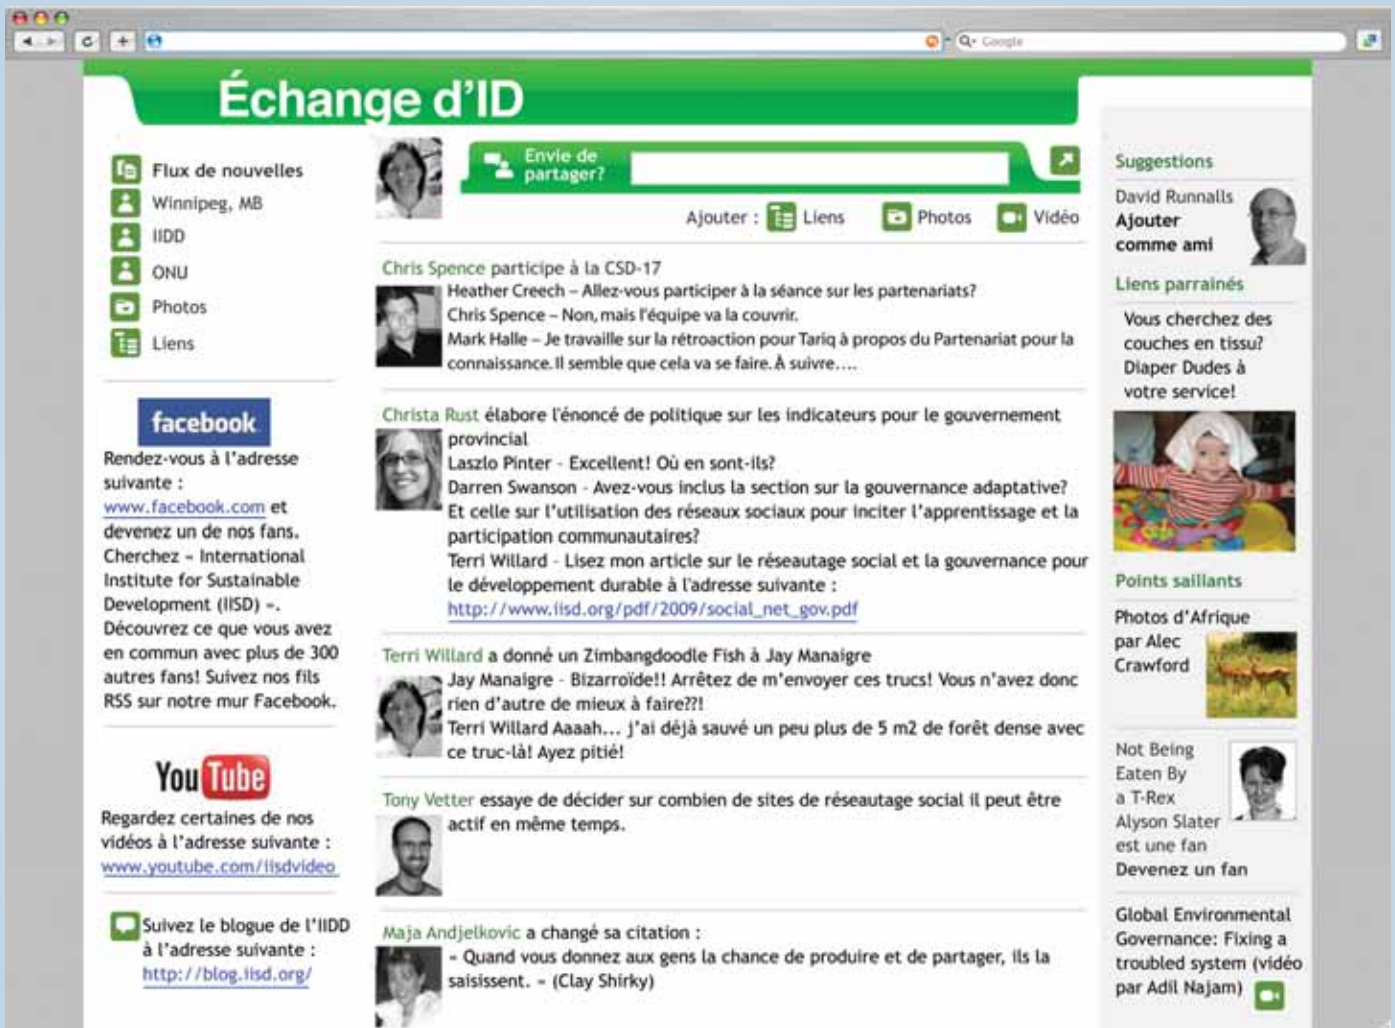 Google
Échange d'ID
Flux de nouvelles
Winnipeg, MB
IIDD
ONU
Photos
Liens
facebook
Rendez-vous à l'adresse
suivante :
www.facebook.com et
devenez un de nos fans.
Cherchez « International
Institute for Sustainable
Development (IISD) ».
Découvrez ce que vous avez
en commun avec plus de 300
autres fans! Suivez nos fils
RSS sur notre mur Facebook.
YouTube
Regardez certaines de nos
vidéos à l'adresse suivante :
www.youtube.com/iisdvideo
Suivez le blogue de l'IIDD
à l'adresse suivante :
http://blog.iisd.org/
Envie de
partager?
Ajouter : Liens Photos Vidéo
Chris Spence participe à la CSD-17
Heather Creech – Allez-vous participer à la séance sur les partenariats?
Chris Spence – Non, mais l'équipe va la couvrir.
Mark Halle – Je travaille sur la rétroaction pour Tariq à propos du Partenariat pour la
connaissance. Il semble que cela va se faire. À suivre….
Christa Rust élabore l'énoncé de politique sur les indicateurs pour le gouvernement
provincial
Laszlo Pinter - Excellent! Où en sont-ils?
Darren Swanson - Avez-vous inclus la section sur la gouvernance adaptative?
Et celle sur l'utilisation des réseaux sociaux pour inciter l'apprentissage et la
participation communautaires?
Terri Willard - Lisez mon article sur le réseautage social et la gouvernance pour
le développement durable à l'adresse suivante :
http://www.iisd.org/pdf/2009/social_net_gov.pdf
Terri Willard a donné un Zimbangdoodle Fish à Jay Manaigre
Jay Manaigre - Bizarroïde!! Arrêtez de m'envoyer ces trucs! Vous n'avez donc
rien d'autre de mieux à faire??!
Terri Willard Aaaah... j'ai déjà sauvé un peu plus de 5 m2 de forêt dense avec
ce truc-là! Ayez pitié!
Tony Vetter essaye de décider sur combien de sites de réseautage social il peut être
actif en même temps.
Maja Andjelkovic a changé sa citation :
« Quand vous donnez aux gens la chance de produire et de partager, ils la
saisissent. » (Clay Shirky)
Suggestions
David Runnalls
Ajouter
comme ami
Liens parrainés
Vous cherchez des
couches en tissu?
Diaper Dudes à
votre service!
Points saillants
Photos d'Afrique
par Alec
Crawford
Not Being
Eaten By
a T-Rex
Alyson Slater
est une fan
Devenez un fan
Global Environmental
Governance: Fixing a
troubled system (vidéo
par Adil Najam)